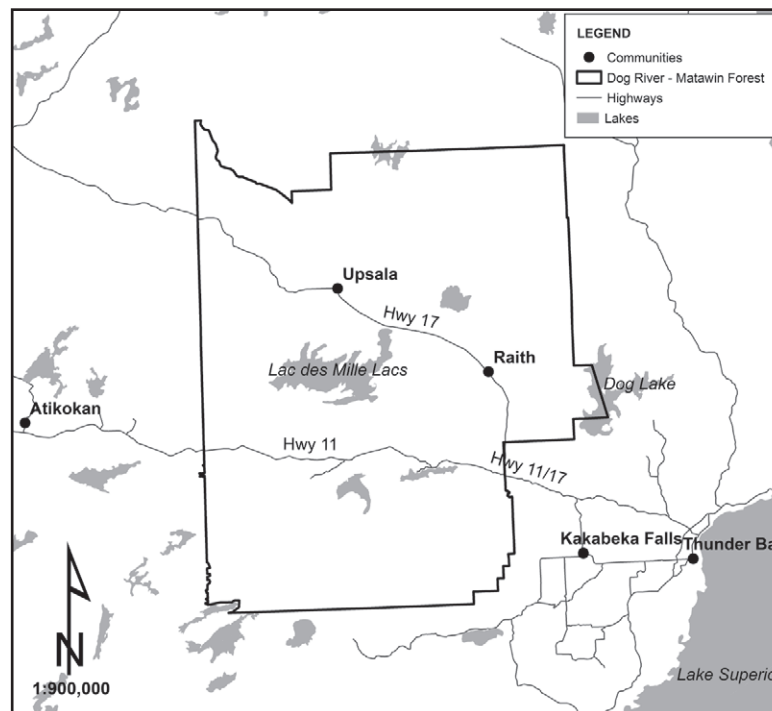 LEGEND
Communities
Dog River - Matawin Forest
Highways
Lakes
Upsala
Hwy 17
Raith
Lac des Mille Lacs
Dog Lake
Atikokan
Hwy 11
Hwy 11/17
Kakabeka Falls
Thunder Ba
N
1:900,000
Lake Superio